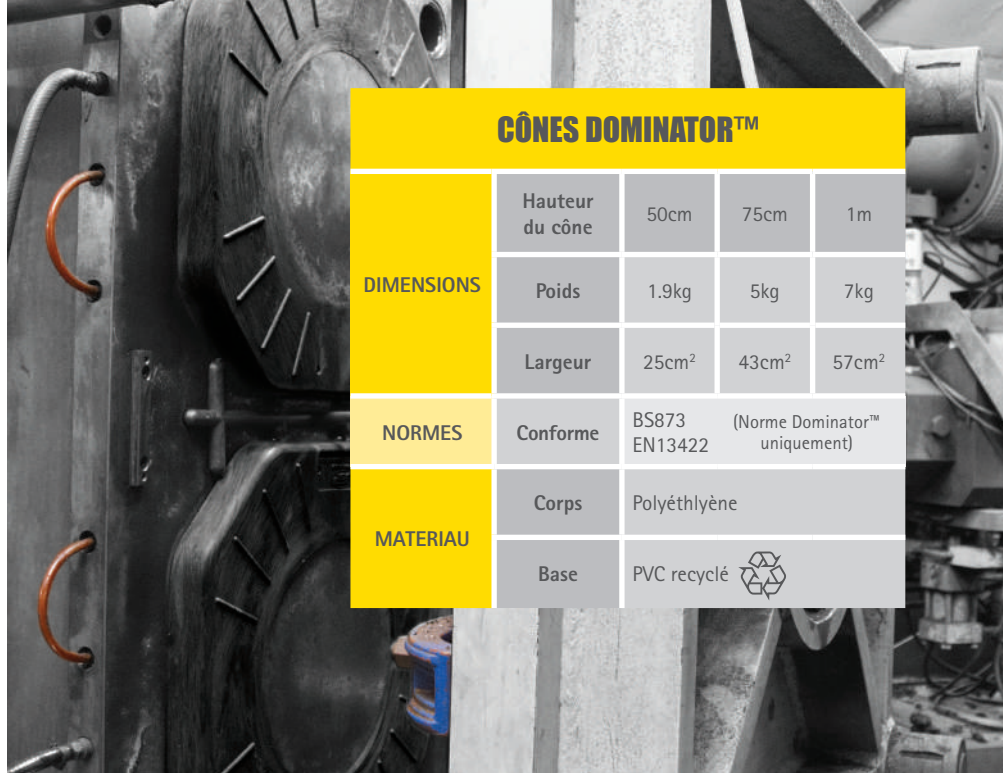 CÔNES DOMINATOR™
DIMENSIONS
Hauteur
du cône
50cm
75cm
1m
Poids
1.9kg
5kg
7kg
Largeur
25cm²
43cm²
57cm²
NORMES
Conforme
BS873
EN13422
(Norme Dominator™
uniquement)
MATERIAU
Corps
Polyéthlyène
Base
PVC recyclé